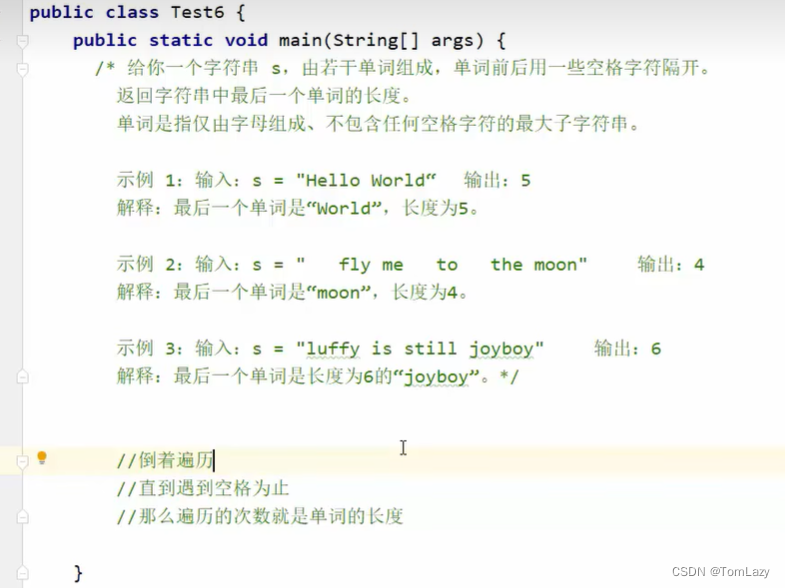 public class Test6 {
public static void main(String[] args) {
/* 给你一个字符串 s，由若干单词组成，单词前后用一些空格字符隔开。
返回字符串中最后一个单词的长度。
单词是指仅由字母组成、不包含任何空格字符的最大子字符串。
示例 1：输入：s = "Hello World“ 输出：5
解释：最后一个单词是“World”，长度为5。
示例 2：输入：s = "   fly me   to   the moon" 输出：4
解释：最后一个单词是“moon”，长度为4。
示例 3：输入：s = "luffy is still joyboy" 输出：6
解释：最后一个单词是长度为6的“joyboy”。*/
//倒着遍历
//直到遇到空格为止
//那么遍历的次数就是单词的长度
}
CSDN @TomLazy